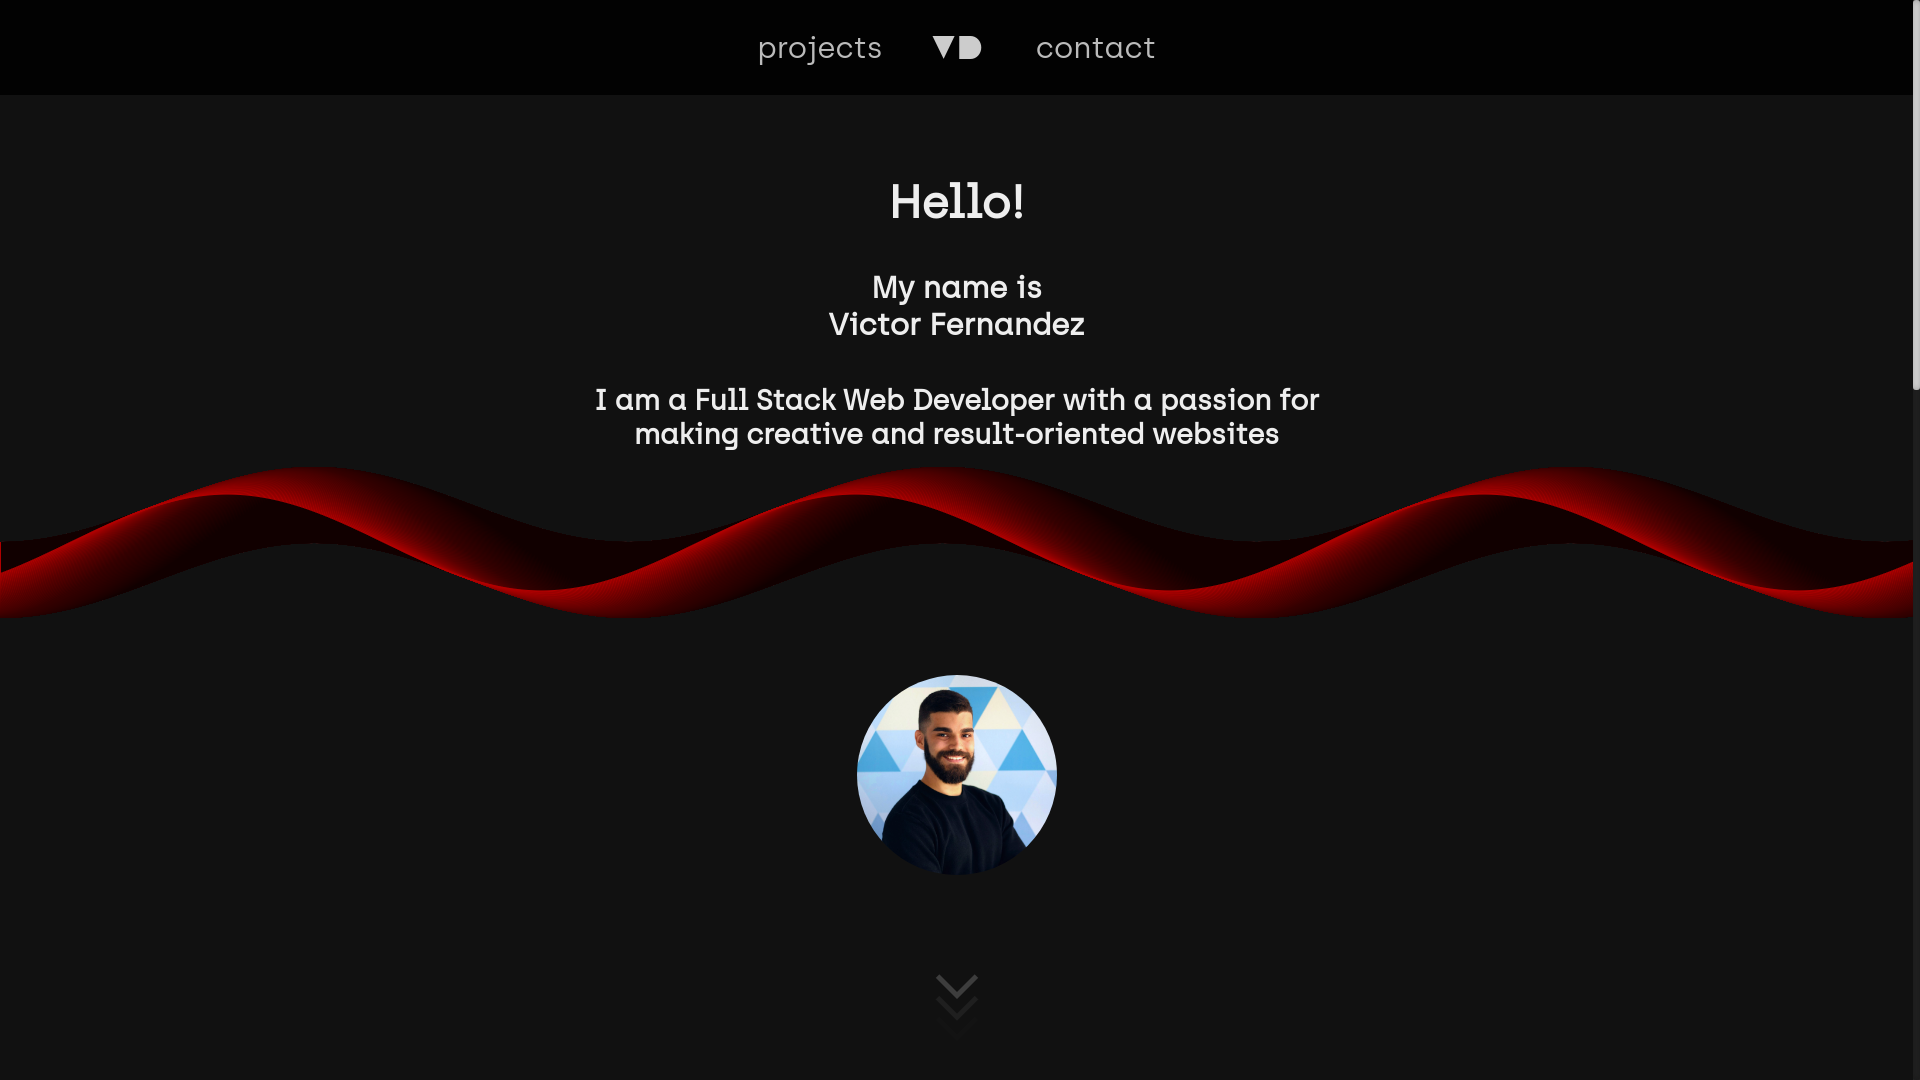 projects VD contact
Hello!
My name is
Victor Fernandez
I am a Full Stack Web Developer with a passion for
making creative and result-oriented websites